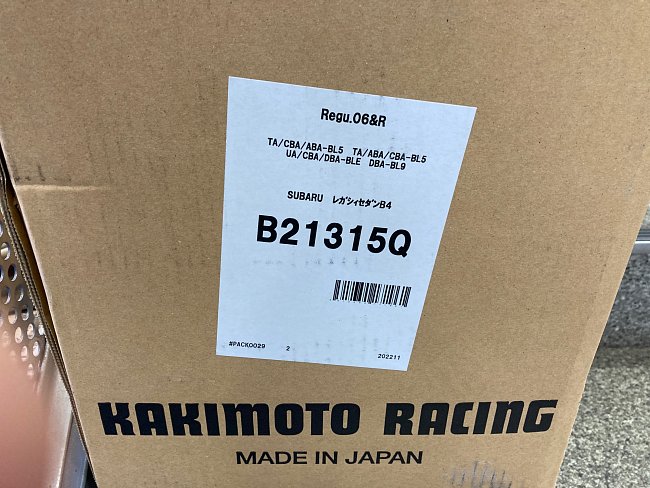 Regu.06&R
TA/CBA/ABA-BL5 TA/ABA/CBA-BL5
UA/CBA/DBA-BLE DBA-BL9
SUBARU ﾚｶﾞｼｨｾﾀﾞﾝB4
B21315Q
#PACK0029 2 202211
KAKIMOTO RACING
MADE IN JAPAN